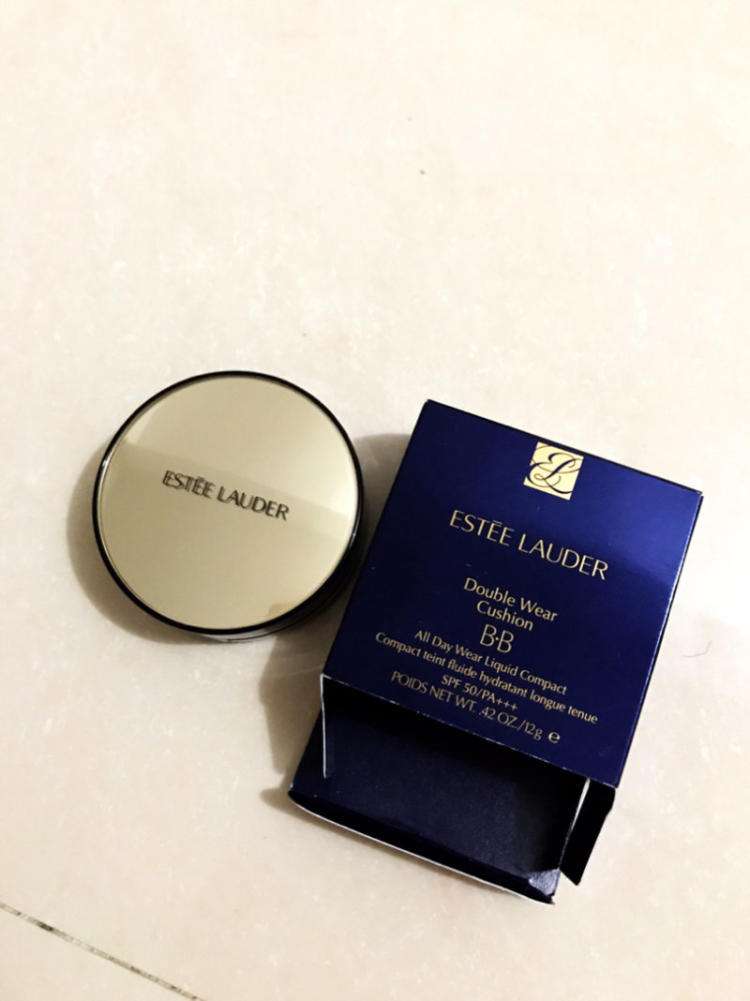 ESTĒE LAUDER
EL
ESTĒE LAUDER
Double Wear
Cushion
B·B
All Day Wear Liquid Compact
Compact teint fluide hydratant longue tenue
SPF 50/PA+++
POIDS NET WT. .42 OZ./12g ℮